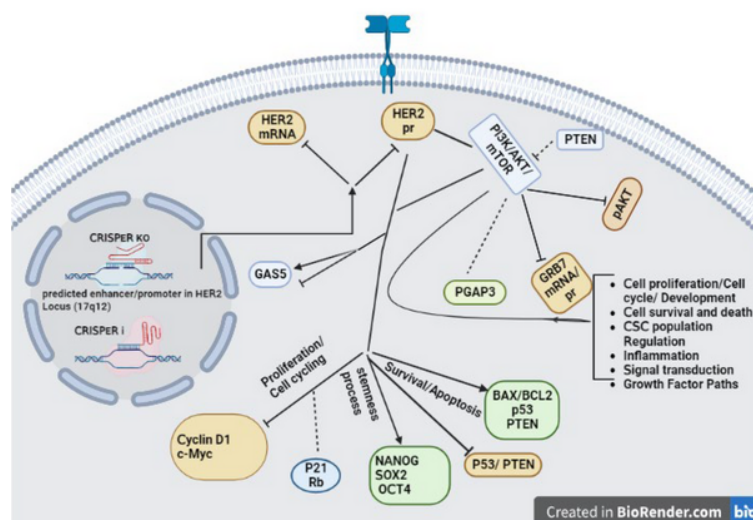 HER2
mRNA
HER2
pr
PI3K/AKT/
mTOR
PTEN
pAKT
CRISPER KO
predicted enhancer/promoter in HER2
Locus (17q12)
CRISPER i
GAS5
PGAP3
GRB7
mRNA/
pr
• Cell proliferation/Cell
cycle/ Development
• Cell survival and death
• CSC population
Regulation
• Inflammation
• Signal transduction
• Growth Factor Paths
Proliferation/
Cell cycling
stemness
process
Survival/Apoptosis
BAX/BCL2
p53
PTEN
Cyclin D1
c-Myc
P21
Rb
NANOG
SOX2
OCT4
P53/ PTEN
Created in BioRender.com